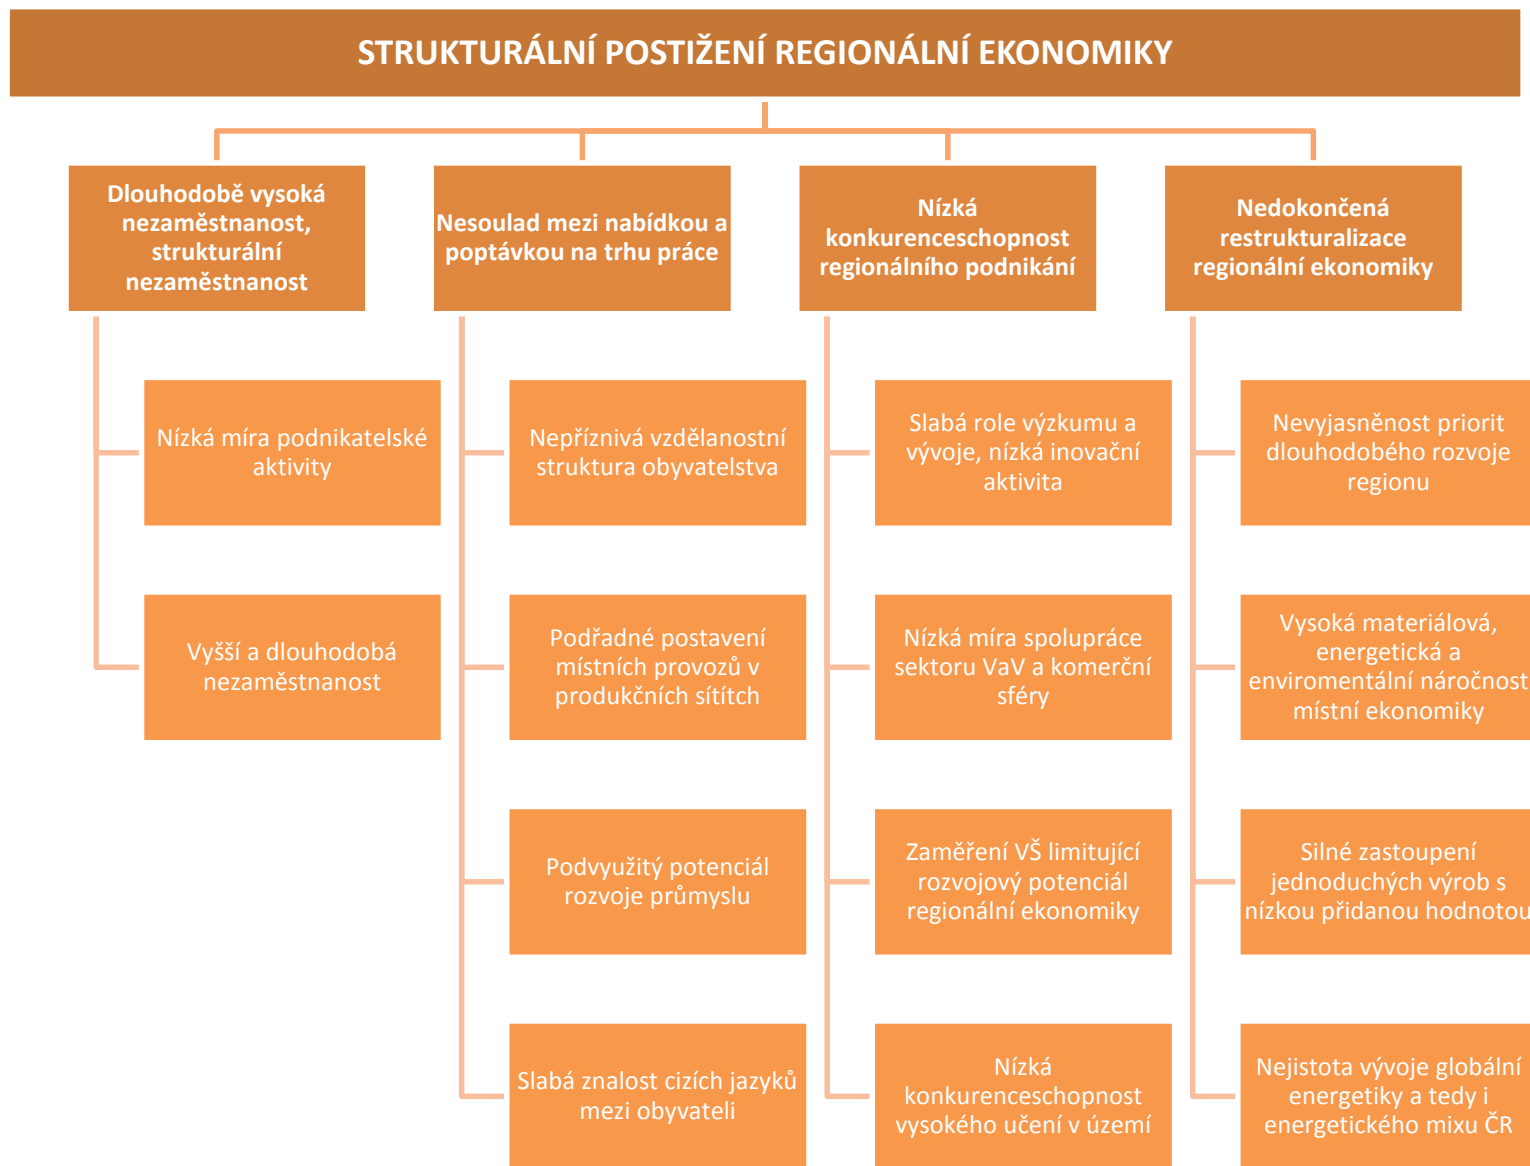 STRUKTURÁLNÍ POSTIŽENÍ REGIONÁLNÍ EKONOMIKY
Dlouhodobě vysoká
nezaměstnanost,
strukturální
nezaměstnanost
Nízká míra podnikatelské
aktivity
Vyšší a dlouhodobá
nezaměstnanost
Nesoulad mezi nabídkou a
poptávkou na trhu práce
Nepříznivá vzdělanostní
struktura obyvatelstva
Podřadné postavení
místních provozů v
produkčních sítítch
Podvyužitý potenciál
rozvoje průmyslu
Slabá znalost cizích jazyků
mezi obyvateli
Nízká
konkurenceschopnost
regionálního podnikání
Slabá role výzkumu a
vývoje, nízká inovační
aktivita
Nízká míra spolupráce
sektoru VaV a komerční
sféry
Zaměření VŠ limitující
rozvojový potenciál
regionální ekonomiky
Nízká
konkurenceschopnost
vysokého učení v území
Nedokončená
restrukturalizace
regionální ekonomiky
Nevyjasněnost priorit
dlouhodobého rozvoje
regionu
Vysoká materiálová,
energetická a
enviromentální náročnost
místní ekonomiky
Silné zastoupení
jednoduchých výrob s
nízkou přidanou hodnotou
Nejistota vývoje globální
energetiky a tedy i
energetického mixu ČR